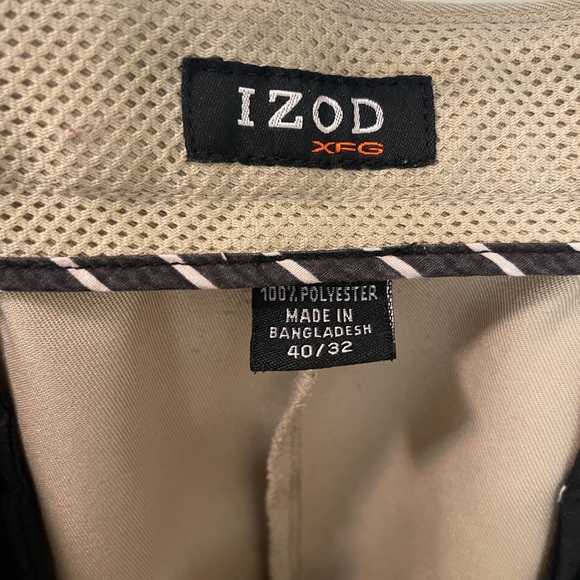 IZOD
XFG
100% POLYESTER
MADE IN
BANGLADESH
40/32